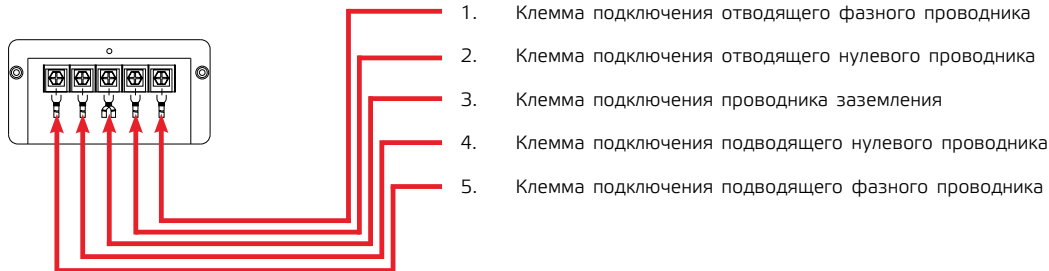 1. Клемма подключения отводящего фазного проводника
2. Клемма подключения отводящего нулевого проводника
3. Клемма подключения проводника заземления
4. Клемма подключения подводящего нулевого проводника
5. Клемма подключения подводящего фазного проводника